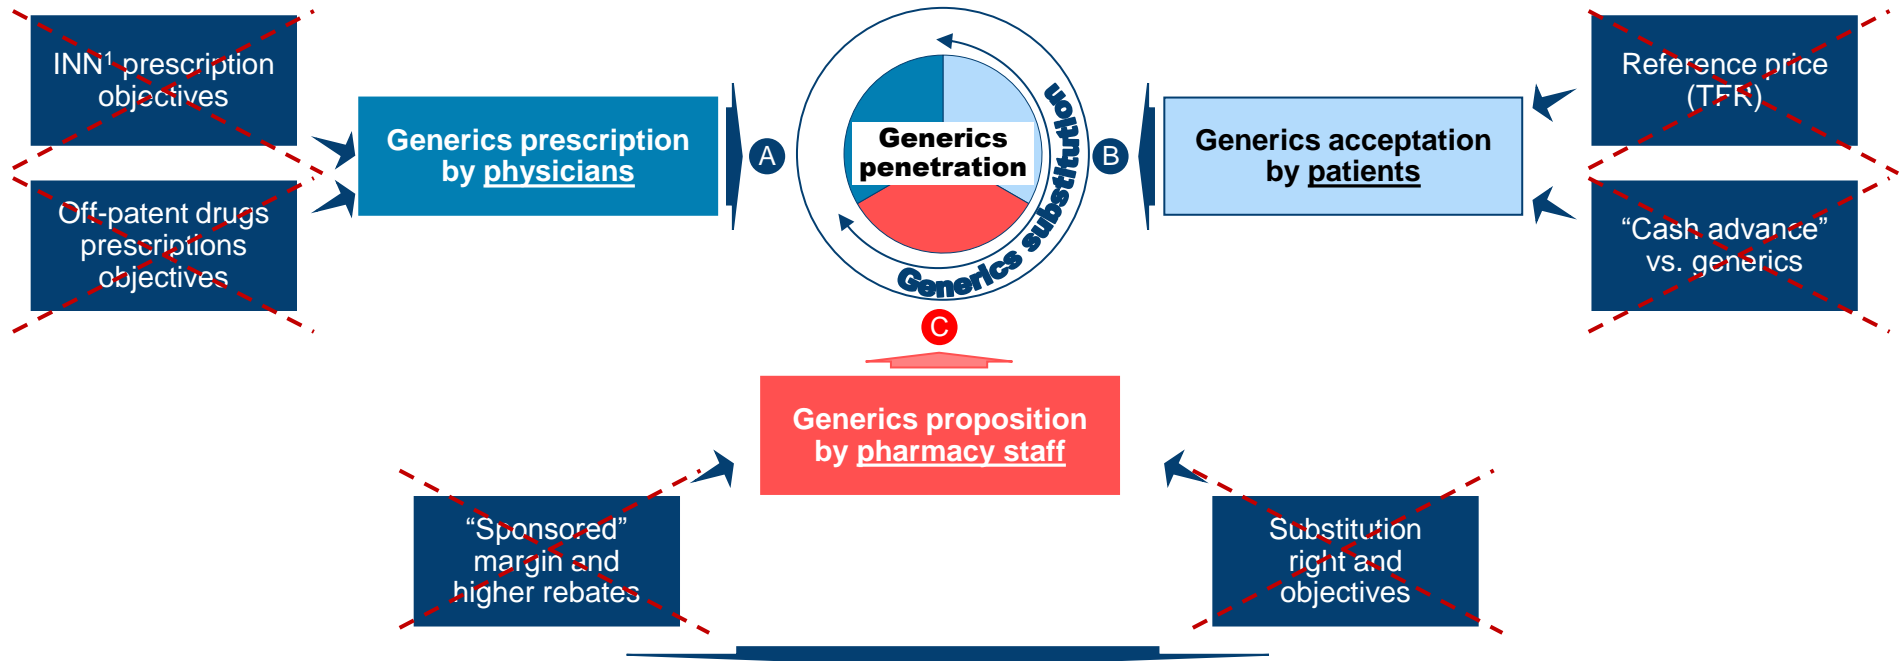 INN1 prescription
objectives
Off-patent drugs
prescriptions
objectives
Generics prescription
by physicians
A
Generics
penetration
Generics substitution
B
Generics acceptation
by patients
Reference price
(TFR)
“Cash advance”
vs. generics
C
Generics proposition
by pharmacy staff
“Sponsored”
margin and
higher rebates
Substitution
right and
objectives